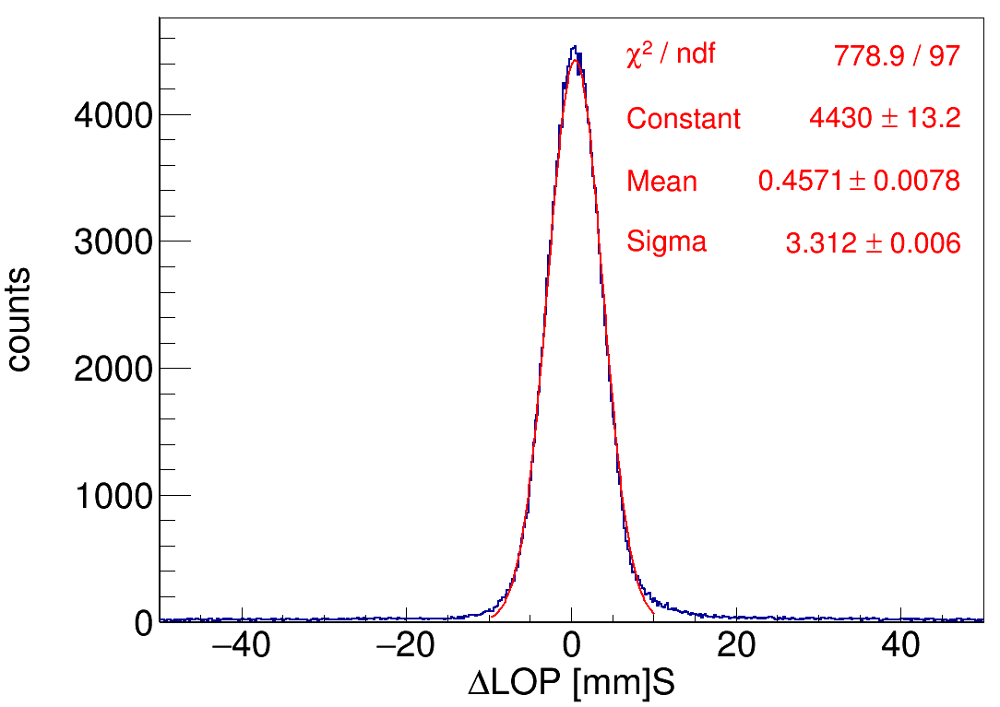 χ² / ndf 778.9 / 97
Constant 4430 ± 13.2
Mean 0.4571 ± 0.0078
Sigma 3.312 ± 0.006
counts
4000
3000
2000
1000
0
−40 −20 0 20 40
ΔLOP [mm]S